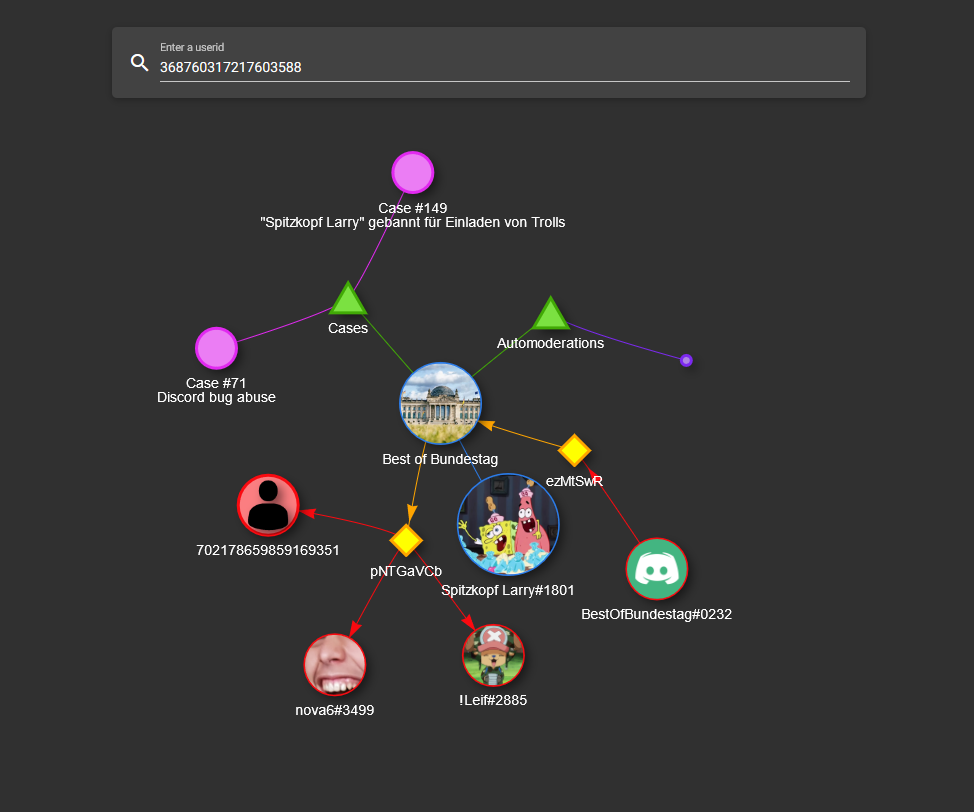 Enter a userid
368760317217603588
Case #149
"Spitzkopf Larry" gebannt für Einladen von Trolls
Cases
Automoderations
Case #71
Discord bug abuse
Best of Bundestag
ezMtSwR
702178659859169351
pNTGaVCb
Spitzkopf Larry#1801
BestOfBundestag#0232
nova6#3499
!Leif#2885